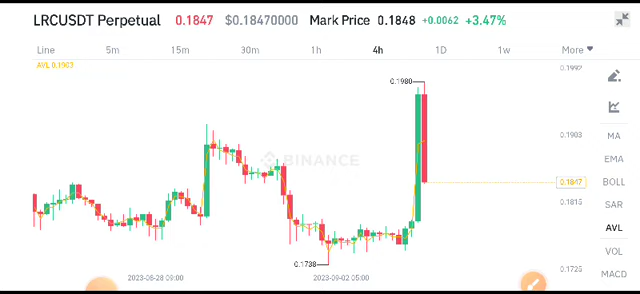 LRCUSDT Perpetual 0.1847 $0.18470000 Mark Price 0.1848 +0.0062 +3.47%
Line 5m 15m 30m 1h 4h 1D 1w More
AVL 0.1903
0.1992
0.1980
0.1903
MA
EMA
BINANCE
BOLL
0.1847
SAR
0.1815
AVL
VOL
0.1738
0.1725
MACD
2023-08-28 09:00 2023-09-02 05:00